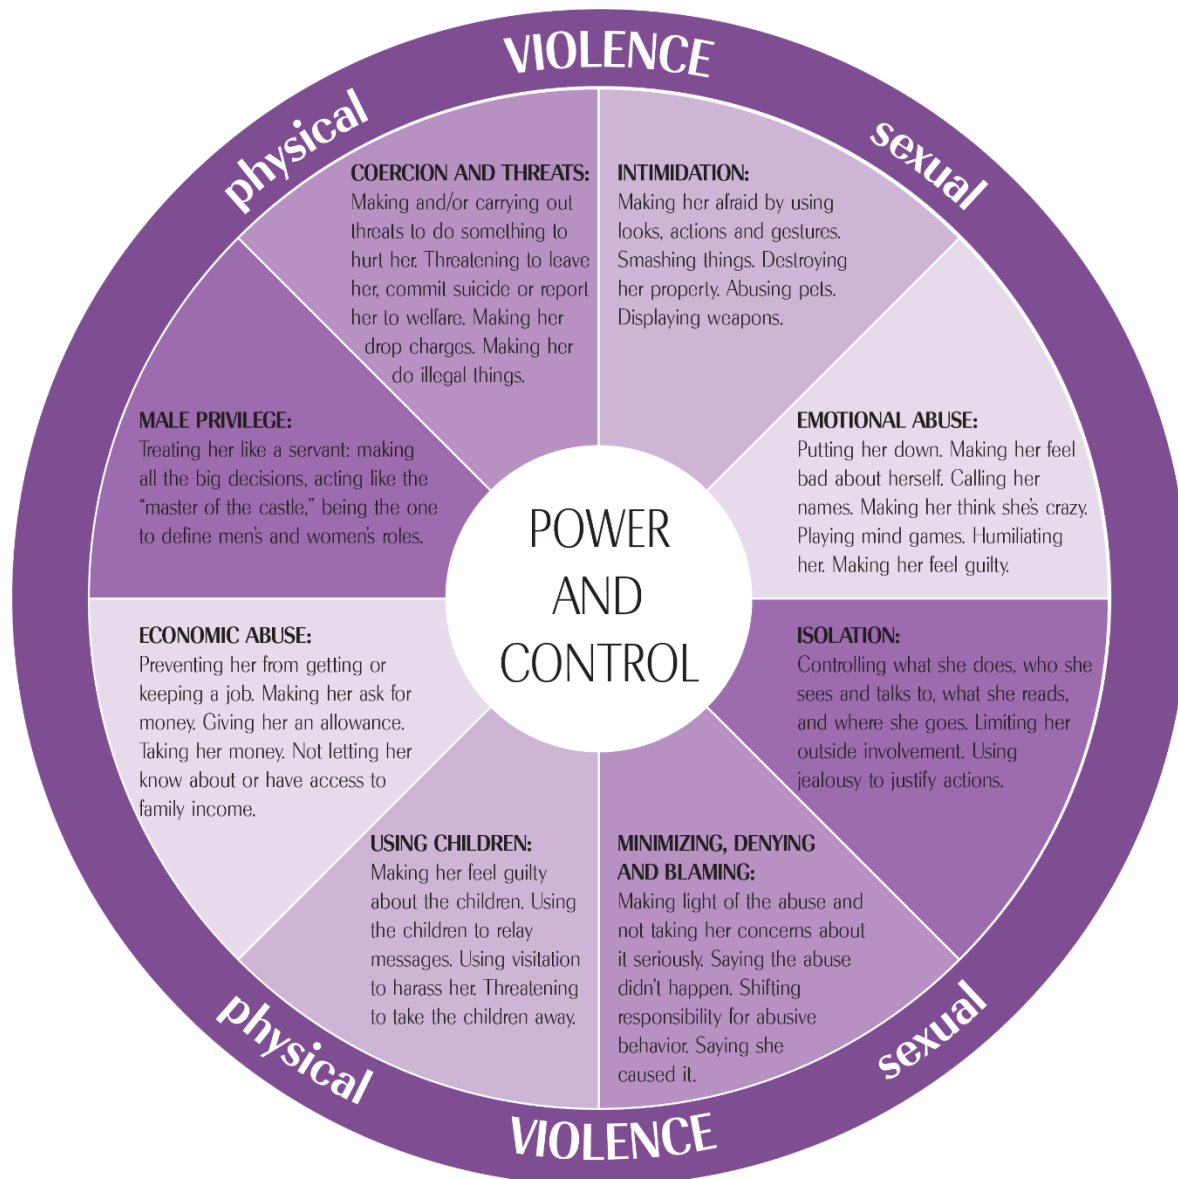 VIOLENCE
physical
sexual
COERCION AND THREATS:
Making and/or carrying out
threats to do something to
hurt her. Threatening to leave
her, commit suicide or report
her to welfare. Making her
drop charges. Making her
do illegal things.
INTIMIDATION:
Making her afraid by using
looks, actions and gestures.
Smashing things. Destroying
her property. Abusing pets.
Displaying weapons.
MALE PRIVILEGE:
Treating her like a servant: making
all the big decisions, acting like the
“master of the castle,” being the one
to define men’s and women’s roles.
EMOTIONAL ABUSE:
Putting her down. Making her feel
bad about herself. Calling her
names. Making her think she’s crazy.
Playing mind games. Humiliating
her. Making her feel guilty.
POWER
AND
CONTROL
ECONOMIC ABUSE:
Preventing her from getting or
keeping a job. Making her ask for
money. Giving her an allowance.
Taking her money. Not letting her
know about or have access to
family income.
ISOLATION:
Controlling what she does, who she
sees and talks to, what she reads,
and where she goes. Limiting her
outside involvement. Using
jealousy to justify actions.
USING CHILDREN:
Making her feel guilty
about the children. Using
the children to relay
messages. Using visitation
to harass her. Threatening
to take the children away.
MINIMIZING, DENYING
AND BLAMING:
Making light of the abuse and
not taking her concerns about
it seriously. Saying the abuse
didn’t happen. Shifting
responsibility for abusive
behavior. Saying she
caused it.
physical
sexual
VIOLENCE